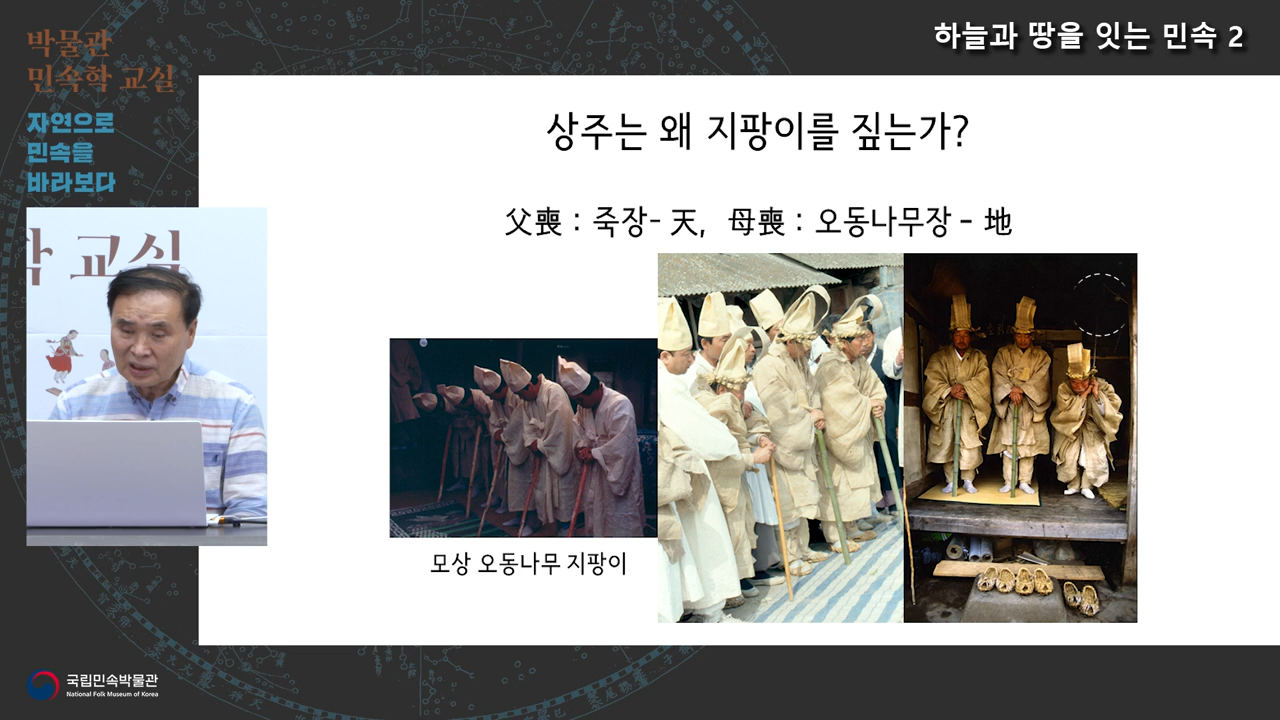 박물관
민속학 교실
자연으로
민속을
바라보다
하늘과 땅을 잇는 민속 2
상주는 왜 지팡이를 짚는가?
父喪 : 죽장- 天, 母喪 : 오동나무장 - 地
학 교실
모상 오동나무 지팡이
국립민속박물관
National Folk Museum of Korea